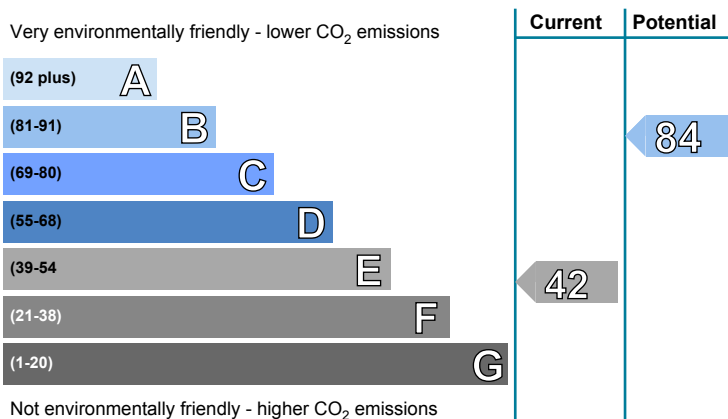 Very environmentally friendly - lower CO2 emissions
Current
Potential
(92 plus) A
(81-91) B
84
(69-80) C
(55-68) D
(39-54 E
42
(21-38) F
(1-20) G
Not environmentally friendly - higher CO2 emissions